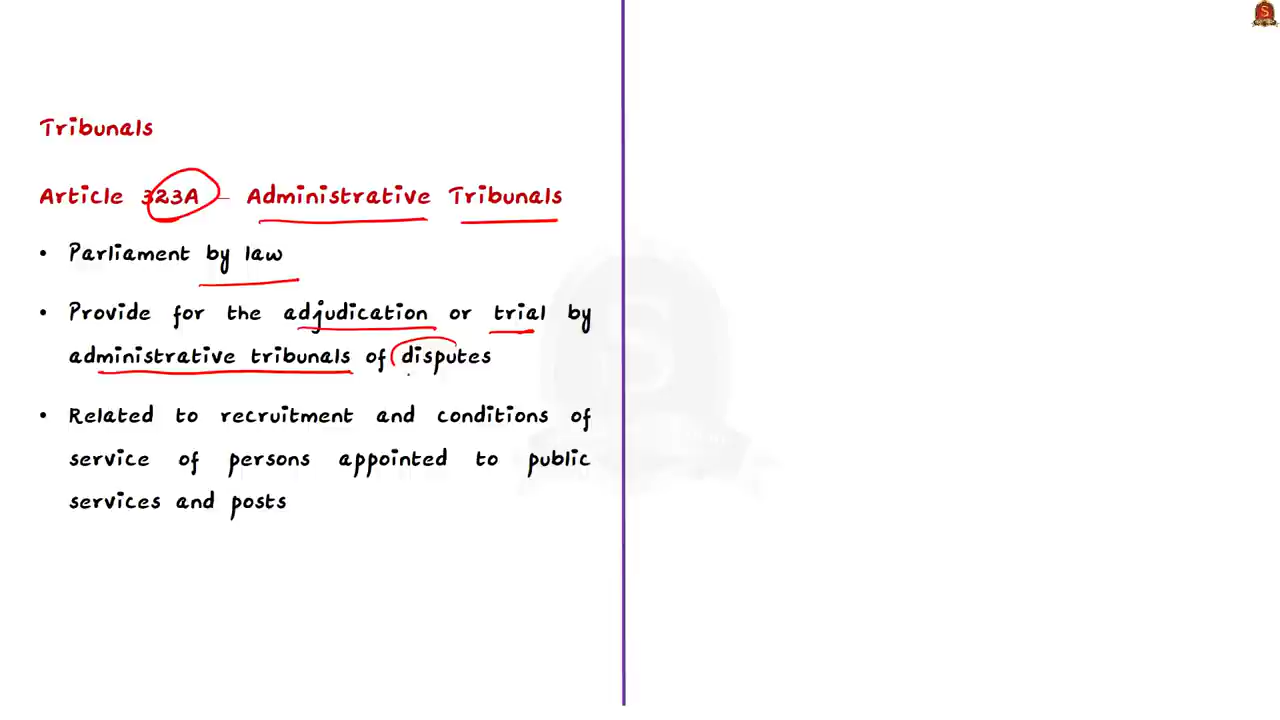 Tribunals
Article 323A – Administrative Tribunals
• Parliament by law
• Provide for the adjudication or trial by
administrative tribunals of disputes
• Related to recruitment and conditions of
service of persons appointed to public
services and posts
S
S